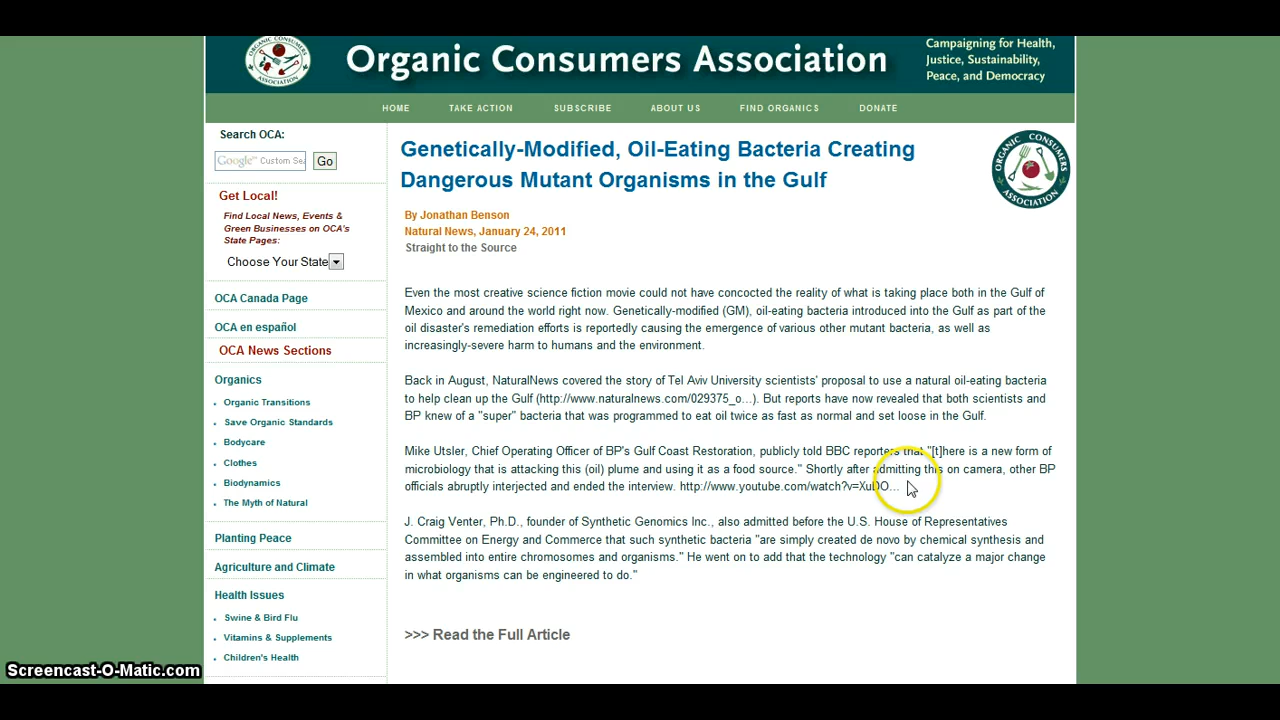 Organic Consumers Association
Campaigning for Health,
Justice, Sustainability,
Peace, and Democracy
ORGANIC CONSUMERS
ASSOCIATION
HOME TAKE ACTION SUBSCRIBE ABOUT US FIND ORGANICS DONATE
Search OCA:
Google™ Custom Sea
Go
Get Local!
Find Local News, Events &
Green Businesses on OCA's
State Pages:
Choose Your State
OCA Canada Page
OCA en español
OCA News Sections
Organics
Organic Transitions
Save Organic Standards
Bodycare
Clothes
Biodynamics
The Myth of Natural
Planting Peace
Agriculture and Climate
Health Issues
Swine & Bird Flu
Vitamins & Supplements
Children's Health
Genetically-Modified, Oil-Eating Bacteria Creating
Dangerous Mutant Organisms in the Gulf
ORGANIC CONSUMERS
ASSOCIATION
By Jonathan Benson
Natural News, January 24, 2011
Straight to the Source
Even the most creative science fiction movie could not have concocted the reality of what is taking place both in the Gulf of
Mexico and around the world right now. Genetically-modified (GM), oil-eating bacteria introduced into the Gulf as part of the
oil disaster's remediation efforts is reportedly causing the emergence of various other mutant bacteria, as well as
increasingly-severe harm to humans and the environment.
Back in August, NaturalNews covered the story of Tel Aviv University scientists' proposal to use a natural oil-eating bacteria
to help clean up the Gulf (http://www.naturalnews.com/029375_o...). But reports have now revealed that both scientists and
BP knew of a "super" bacteria that was programmed to eat oil twice as fast as normal and set loose in the Gulf.
Mike Utsler, Chief Operating Officer of BP's Gulf Coast Restoration, publicly told BBC reporters that "[t]here is a new form of
microbiology that is attacking this (oil) plume and using it as a food source." Shortly after admitting this on camera, other BP
officials abruptly interjected and ended the interview. http://www.youtube.com/watch?v=XuDO...
J. Craig Venter, Ph.D., founder of Synthetic Genomics Inc., also admitted before the U.S. House of Representatives
Committee on Energy and Commerce that such synthetic bacteria "are simply created de novo by chemical synthesis and
assembled into entire chromosomes and organisms." He went on to add that the technology "can catalyze a major change
in what organisms can be engineered to do."
>>> Read the Full Article
Screencast-O-Matic.com